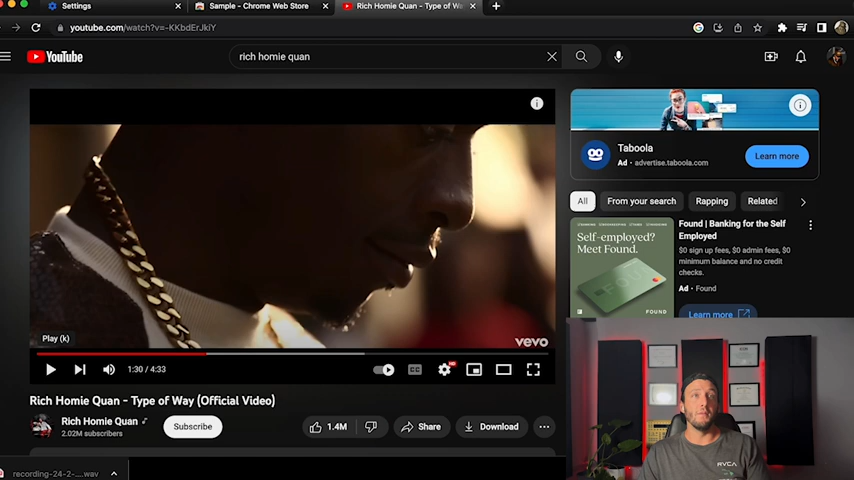 Settings
Sample - Chrome Web Store
Rich Homie Quan - Type of Wa
youtube.com/watch?v=-KKbdErJkiY
YouTube
rich homie quan
Taboola
Ad • advertise.taboola.com
Learn more
All
From your search
Rapping
Related
Self-employed?
Meet Found.
FOUND
Found | Banking for the Self
Employed
$0 sign up fees, $0 admin fees, $0
minimum balance and no credit
checks.
Ad • Found
Learn more
Play (k)
vevo
1:30 / 4:33
CC
HD
Rich Homie Quan - Type of Way (Official Video)
Rich Homie Quan
2.02M subscribers
Subscribe
1.4M
Share
Download
RVCA
recording-24-2-....wav